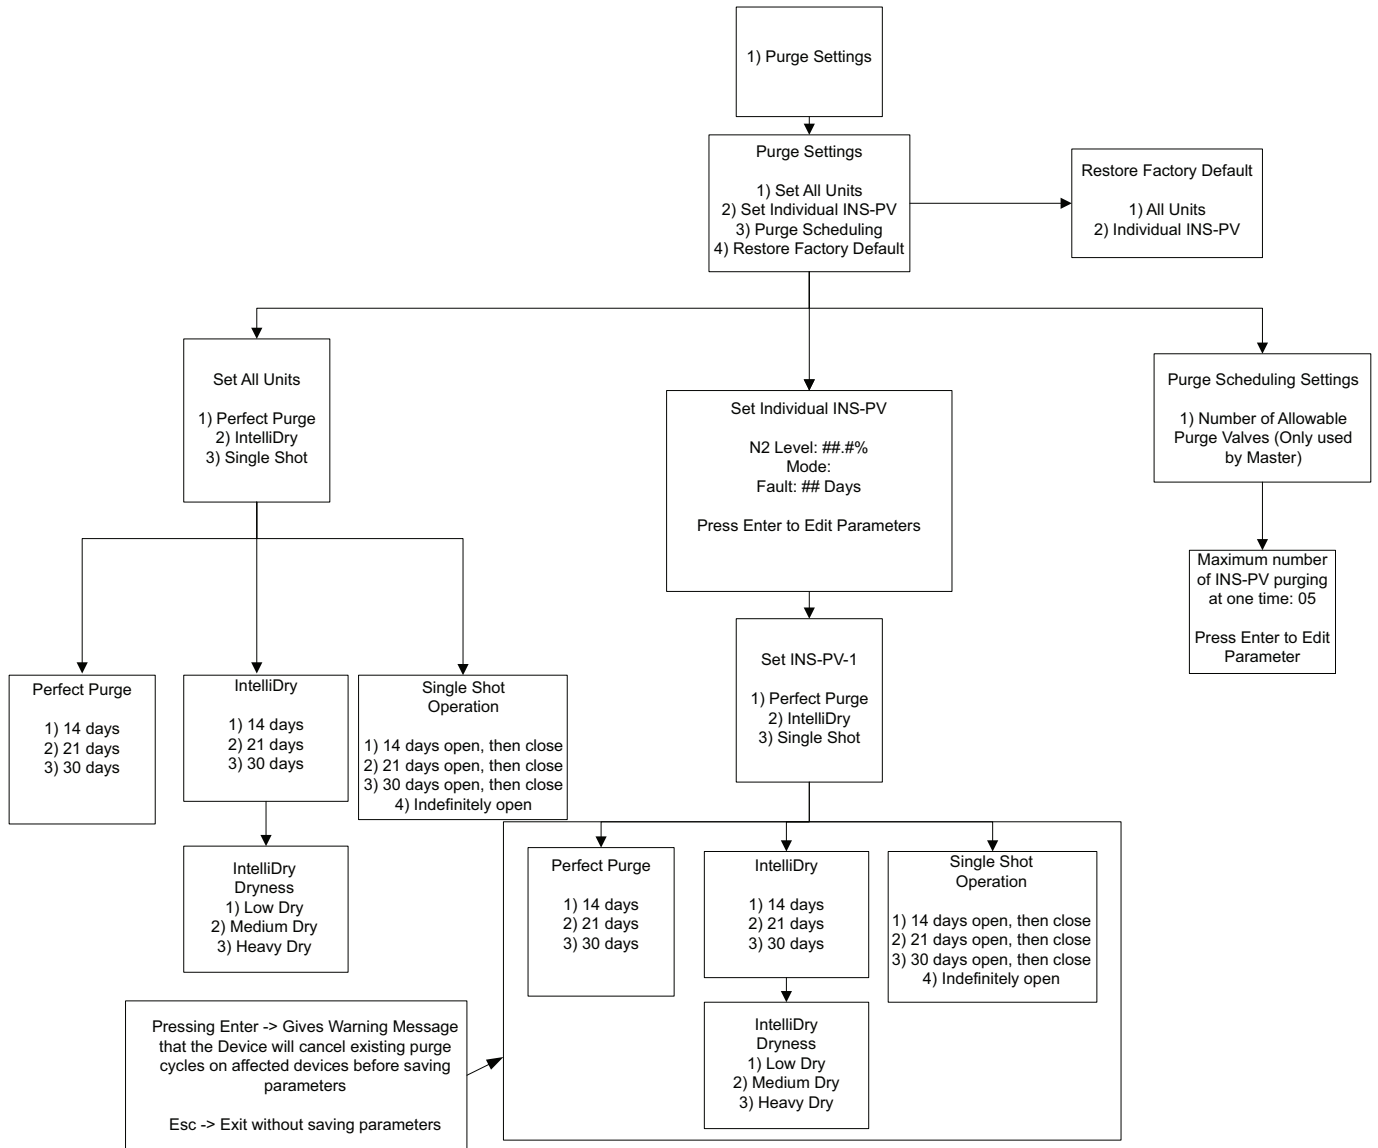 1) Purge Settings
Purge Settings
1) Set All Units
2) Set Individual INS-PV
3) Purge Scheduling
4) Restore Factory Default
Restore Factory Default
1) All Units
2) Individual INS-PV
Set All Units
1) Perfect Purge
2) IntelliDry
3) Single Shot
Set Individual INS-PV
N2 Level: ##.#%
Mode:
Fault: ## Days
Press Enter to Edit Parameters
Purge Scheduling Settings
1) Number of Allowable
Purge Valves (Only used
by Master)
Maximum number
of INS-PV purging
at one time: 05
Press Enter to Edit
Parameter
Set INS-PV-1
1) Perfect Purge
2) IntelliDry
3) Single Shot
Perfect Purge
1) 14 days
2) 21 days
3) 30 days
IntelliDry
1) 14 days
2) 21 days
3) 30 days
Single Shot
Operation
1) 14 days open, then close
2) 21 days open, then close
3) 30 days open, then close
4) Indefinitely open
IntelliDry
Dryness
1) Low Dry
2) Medium Dry
3) Heavy Dry
Perfect Purge
1) 14 days
2) 21 days
3) 30 days
IntelliDry
1) 14 days
2) 21 days
3) 30 days
Single Shot
Operation
1) 14 days open, then close
2) 21 days open, then close
3) 30 days open, then close
4) Indefinitely open
IntelliDry
Dryness
1) Low Dry
2) Medium Dry
3) Heavy Dry
Pressing Enter -> Gives Warning Message
that the Device will cancel existing purge
cycles on affected devices before saving
parameters
Esc -> Exit without saving parameters